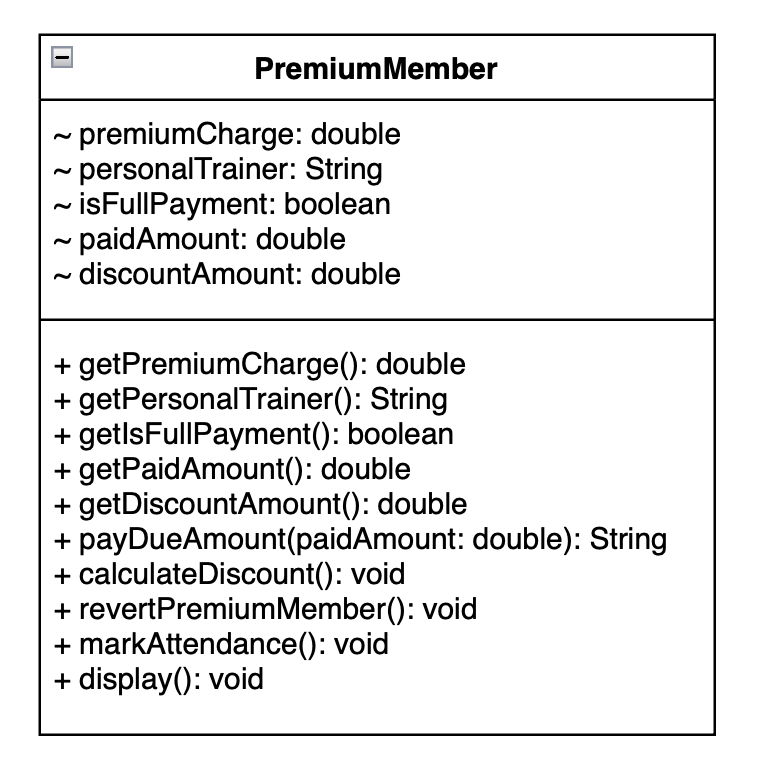 PremiumMember
~ premiumCharge: double
~ personalTrainer: String
~ isFullPayment: boolean
~ paidAmount: double
~ discountAmount: double
+ getPremiumCharge(): double
+ getPersonalTrainer(): String
+ getIsFullPayment(): boolean
+ getPaidAmount(): double
+ getDiscountAmount(): double
+ payDueAmount(paidAmount: double): String
+ calculateDiscount(): void
+ revertPremiumMember(): void
+ markAttendance(): void
+ display(): void